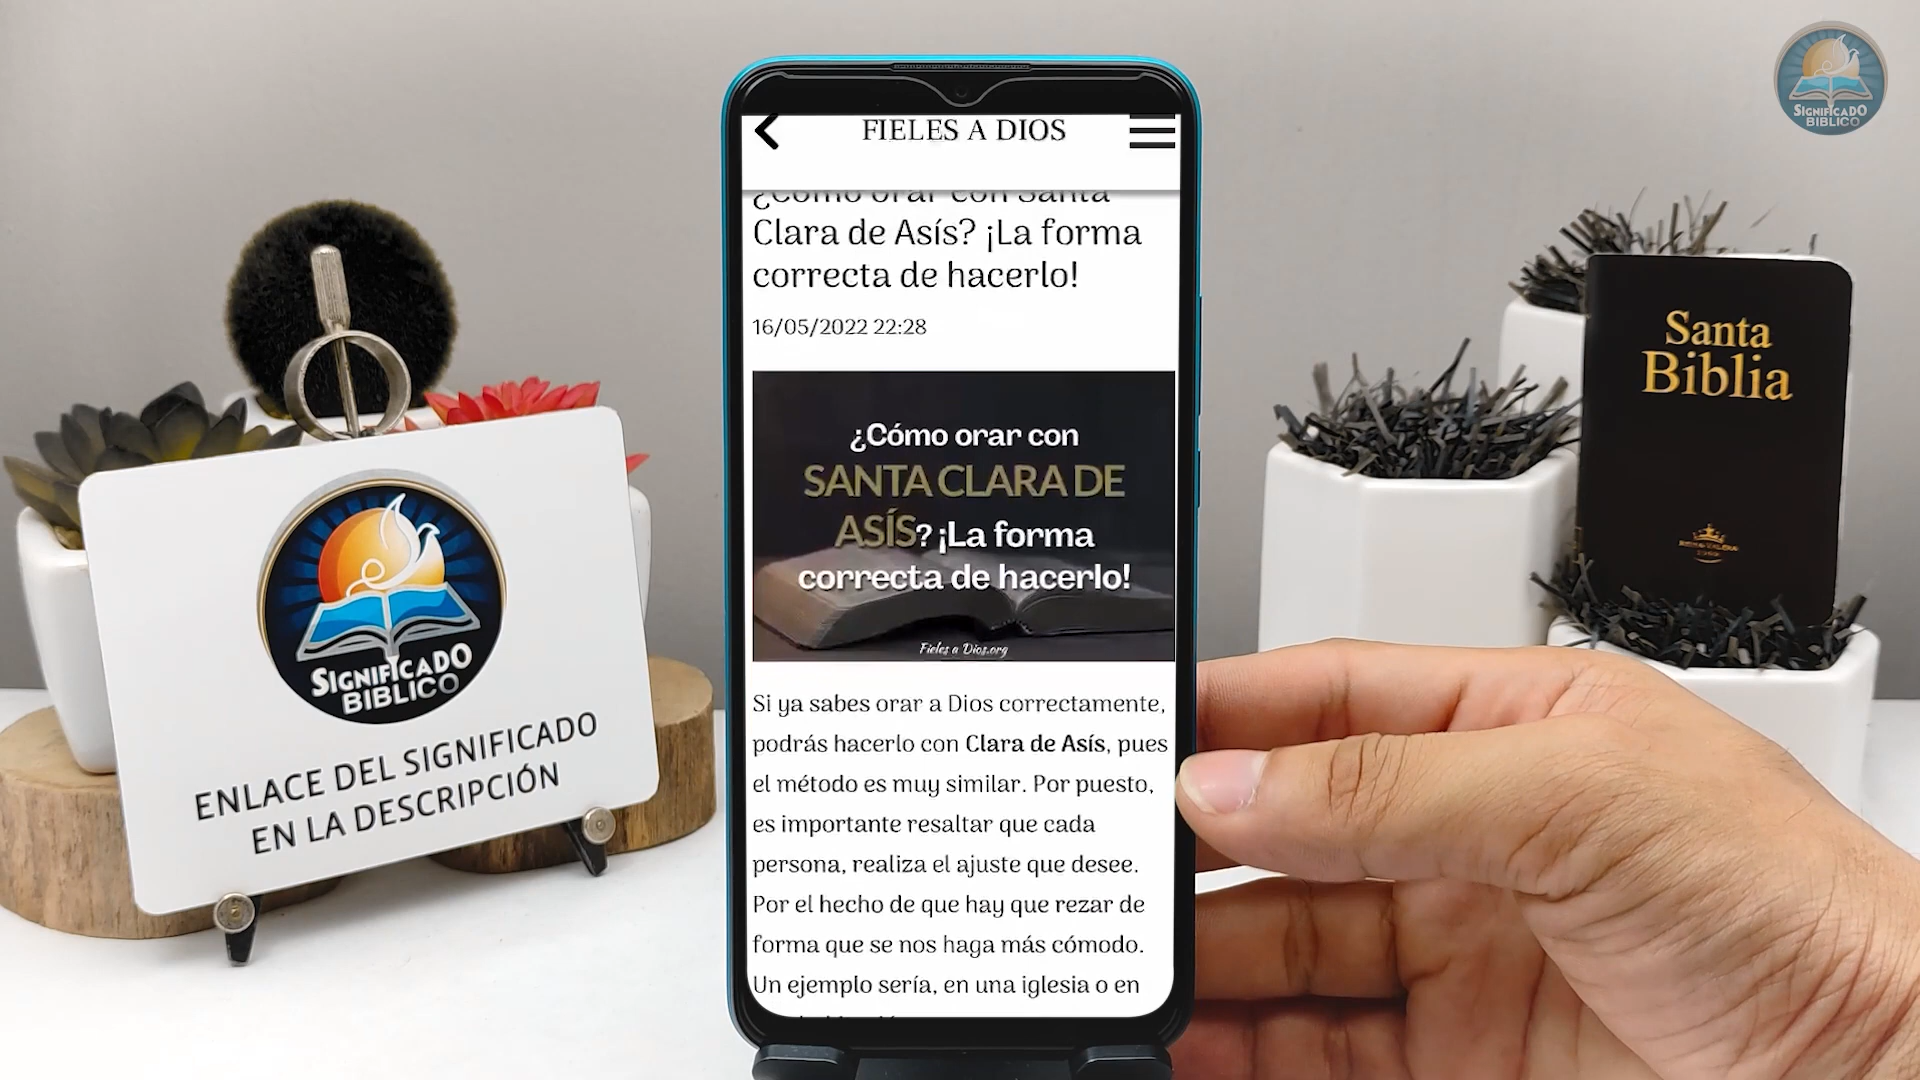 SIGNIFICADO
BIBLICO
FIELES A DIOS
¿Cómo orar con Santa
Clara de Asís? ¡La forma
correcta de hacerlo!
16/05/2022 22:28
¿Cómo orar con
SANTA CLARA DE
ASÍS? ¡La forma
correcta de hacerlo!
Fieles a Dios.org
Si ya sabes orar a Dios correctamente,
podrás hacerlo con Clara de Asís, pues
el método es muy similar. Por puesto,
es importante resaltar que cada
persona, realiza el ajuste que desee.
Por el hecho de que hay que rezar de
forma que se nos haga más cómodo.
Un ejemplo sería, en una iglesia o en
SIGNIFICADO
BIBLICO
ENLACE DEL SIGNIFICADO
EN LA DESCRIPCIÓN
Santa
Biblia